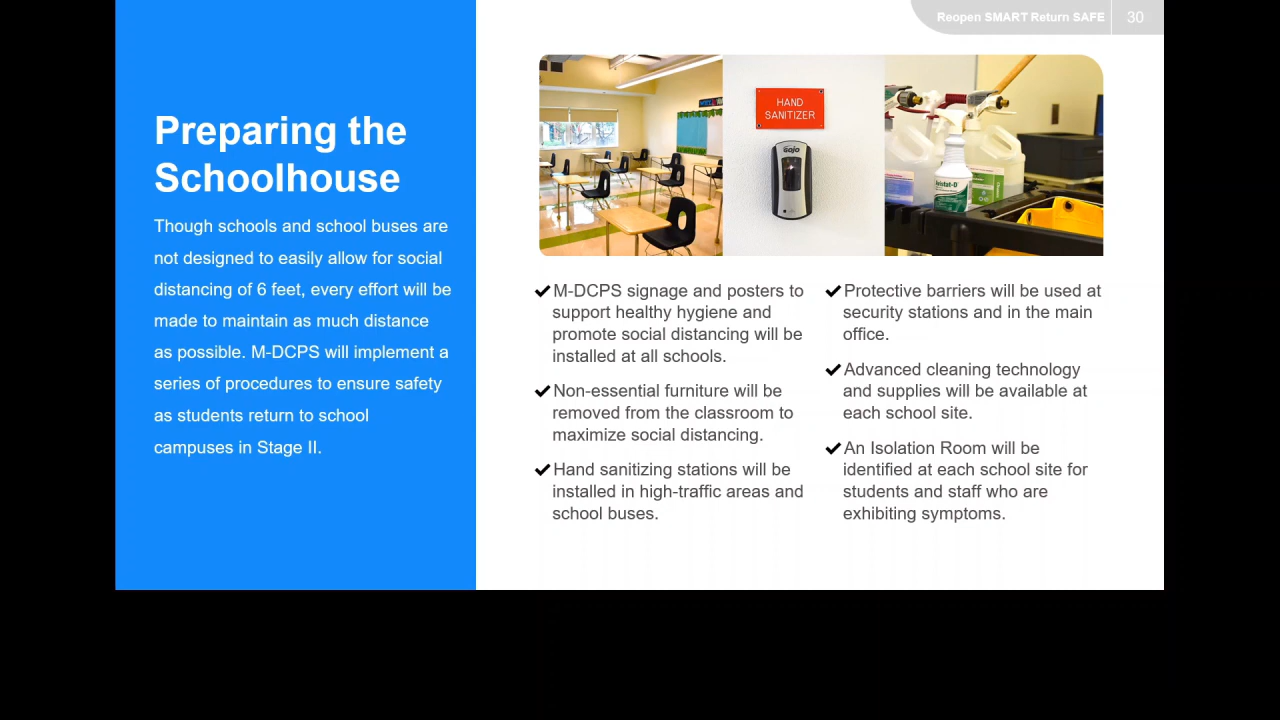 Reopen SMART Return SAFE 30
Preparing the
Schoolhouse
Though schools and school buses are
not designed to easily allow for social
distancing of 6 feet, every effort will be
made to maintain as much distance
as possible. M-DCPS will implement a
series of procedures to ensure safety
as students return to school
campuses in Stage II.
HAND
SANITIZER
GOJO
M-DCPS signage and posters to
support healthy hygiene and
promote social distancing will be
installed at all schools.
Non-essential furniture will be
removed from the classroom to
maximize social distancing.
Hand sanitizing stations will be
installed in high-traffic areas and
school buses.
Protective barriers will be used at
security stations and in the main
office.
Advanced cleaning technology
and supplies will be available at
each school site.
An Isolation Room will be
identified at each school site for
students and staff who are
exhibiting symptoms.